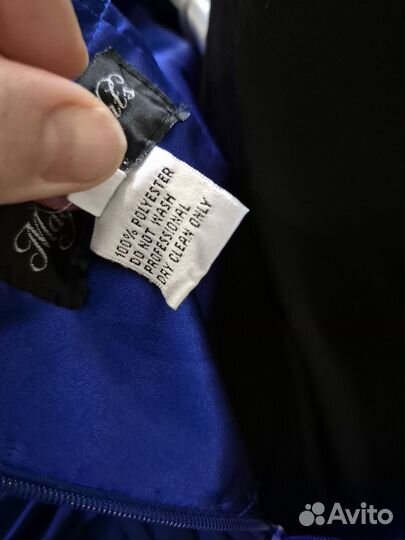 100% POLYESTER
DO NOT WASH
PROFESSIONAL
DRY CLEAN ONLY
Avito